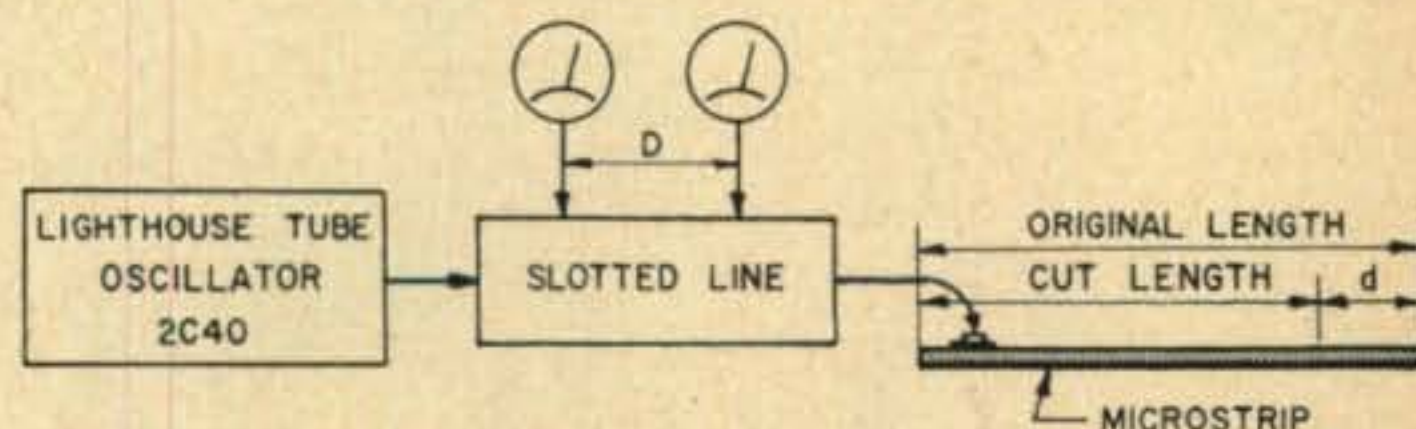 D
LIGHTHOUSE TUBE
OSCILLATOR
2C40
SLOTTED LINE
ORIGINAL LENGTH
CUT LENGTH
d
MICROSTRIP